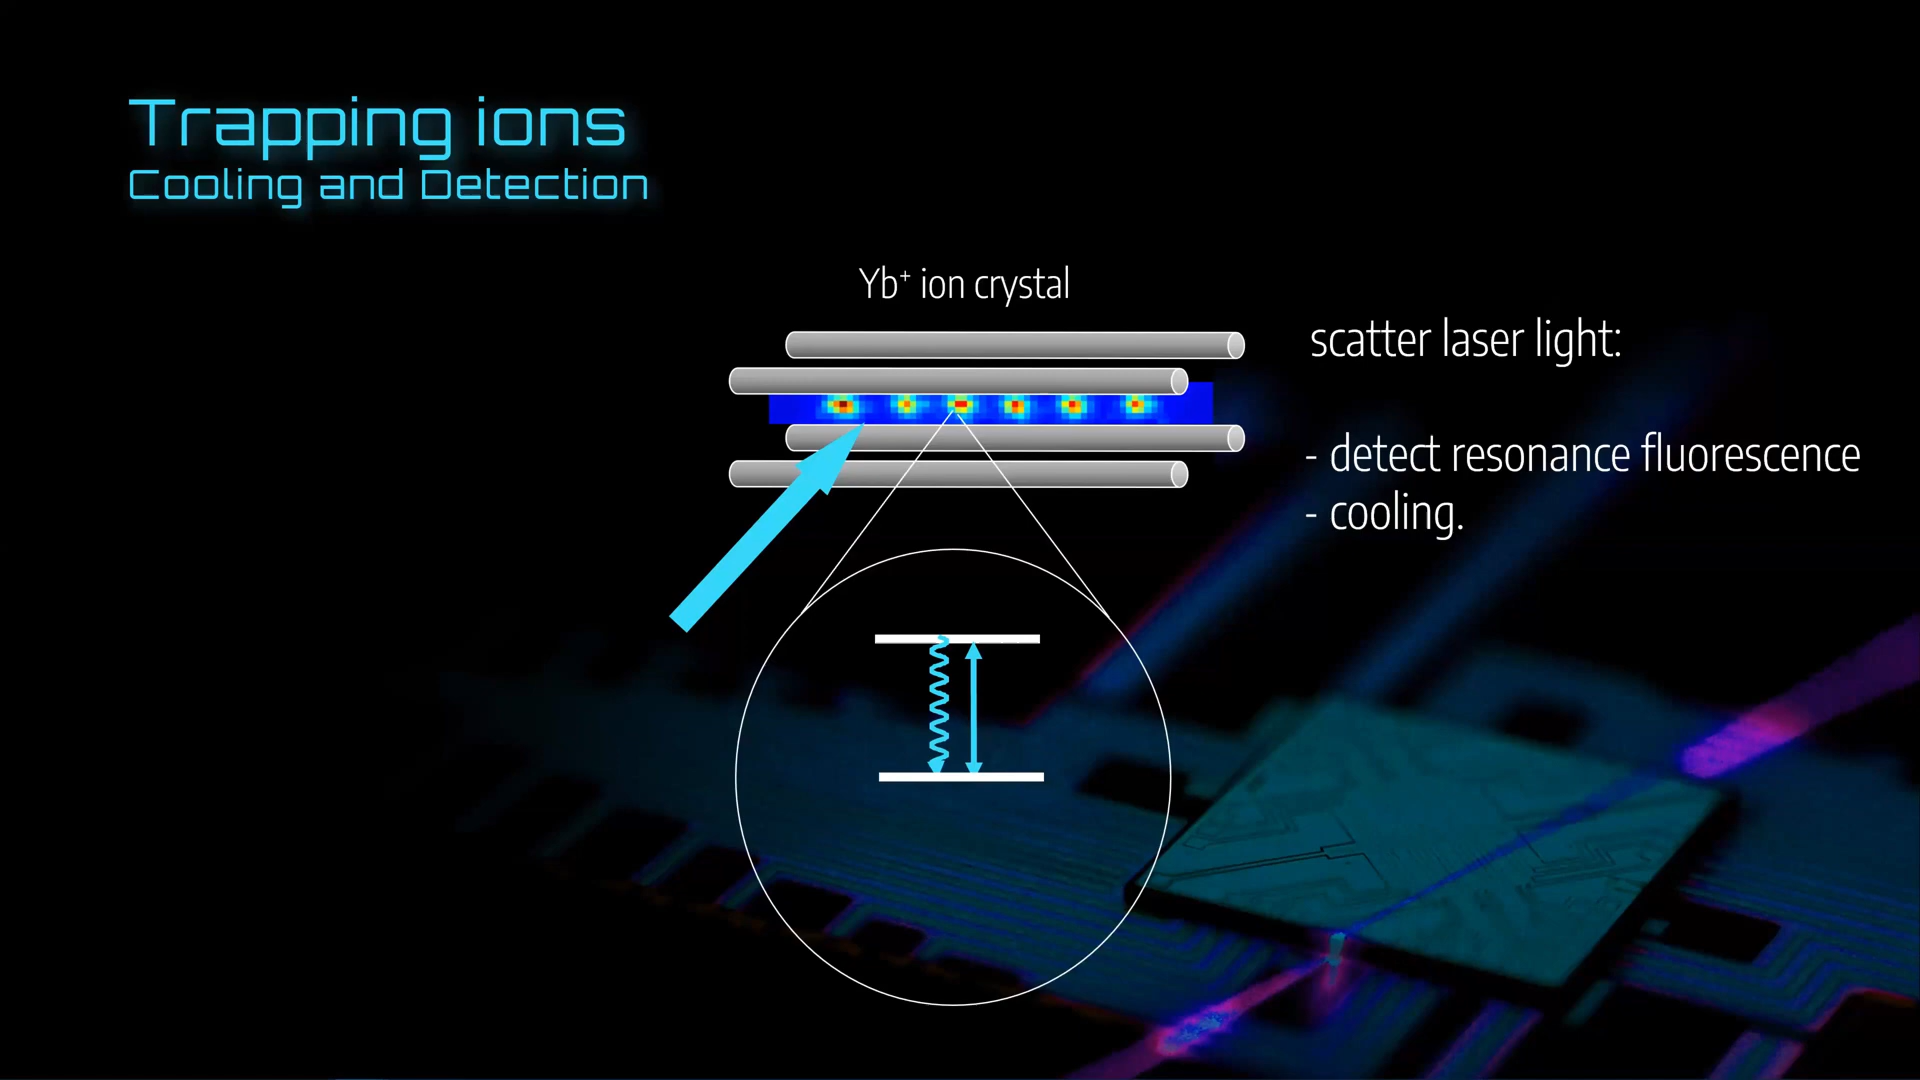 Trapping ions
Cooling and Detection
Yb⁺ ion crystal
scatter laser light:
- detect resonance fluorescence
- cooling.